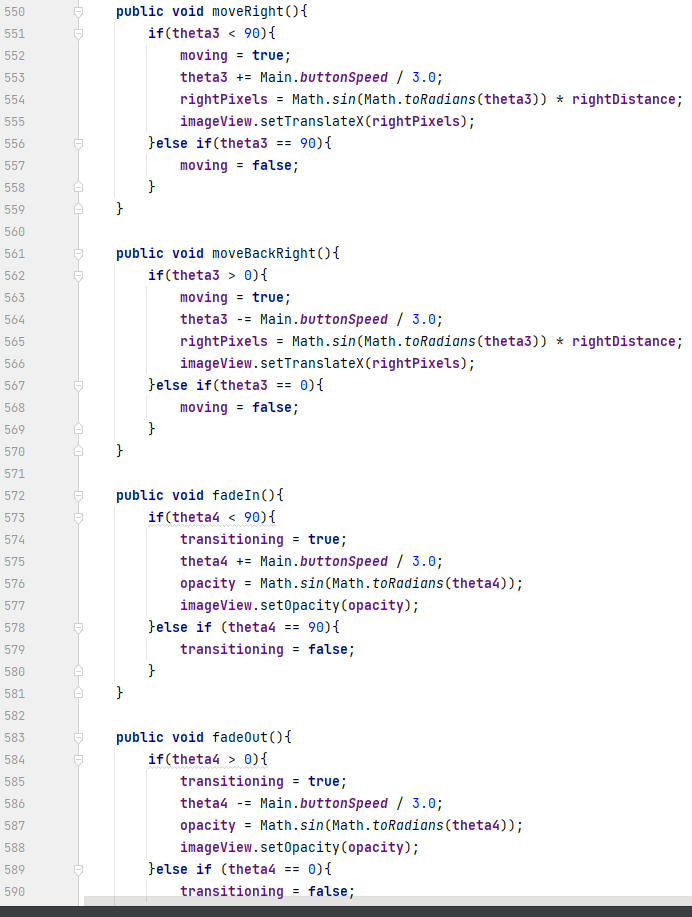 550 public void moveRight(){
551 if(theta3 < 90){
552 moving = true;
553 theta3 += Main.buttonSpeed / 3.0;
554 rightPixels = Math.sin(Math.toRadians(theta3)) * rightDistance;
555 imageView.setTranslateX(rightPixels);
556 }else if(theta3 == 90){
557 moving = false;
558 }
559 }
560
561 public void moveBackRight(){
562 if(theta3 > 0){
563 moving = true;
564 theta3 -= Main.buttonSpeed / 3.0;
565 rightPixels = Math.sin(Math.toRadians(theta3)) * rightDistance;
566 imageView.setTranslateX(rightPixels);
567 }else if(theta3 == 0){
568 moving = false;
569 }
570 }
571
572 public void fadeIn(){
573 if(theta4 < 90){
574 transitioning = true;
575 theta4 += Main.buttonSpeed / 3.0;
576 opacity = Math.sin(Math.toRadians(theta4));
577 imageView.setOpacity(opacity);
578 }else if (theta4 == 90){
579 transitioning = false;
580 }
581 }
582
583 public void fadeOut(){
584 if(theta4 > 0){
585 transitioning = true;
586 theta4 -= Main.buttonSpeed / 3.0;
587 opacity = Math.sin(Math.toRadians(theta4));
588 imageView.setOpacity(opacity);
589 }else if (theta4 == 0){
590 transitioning = false;